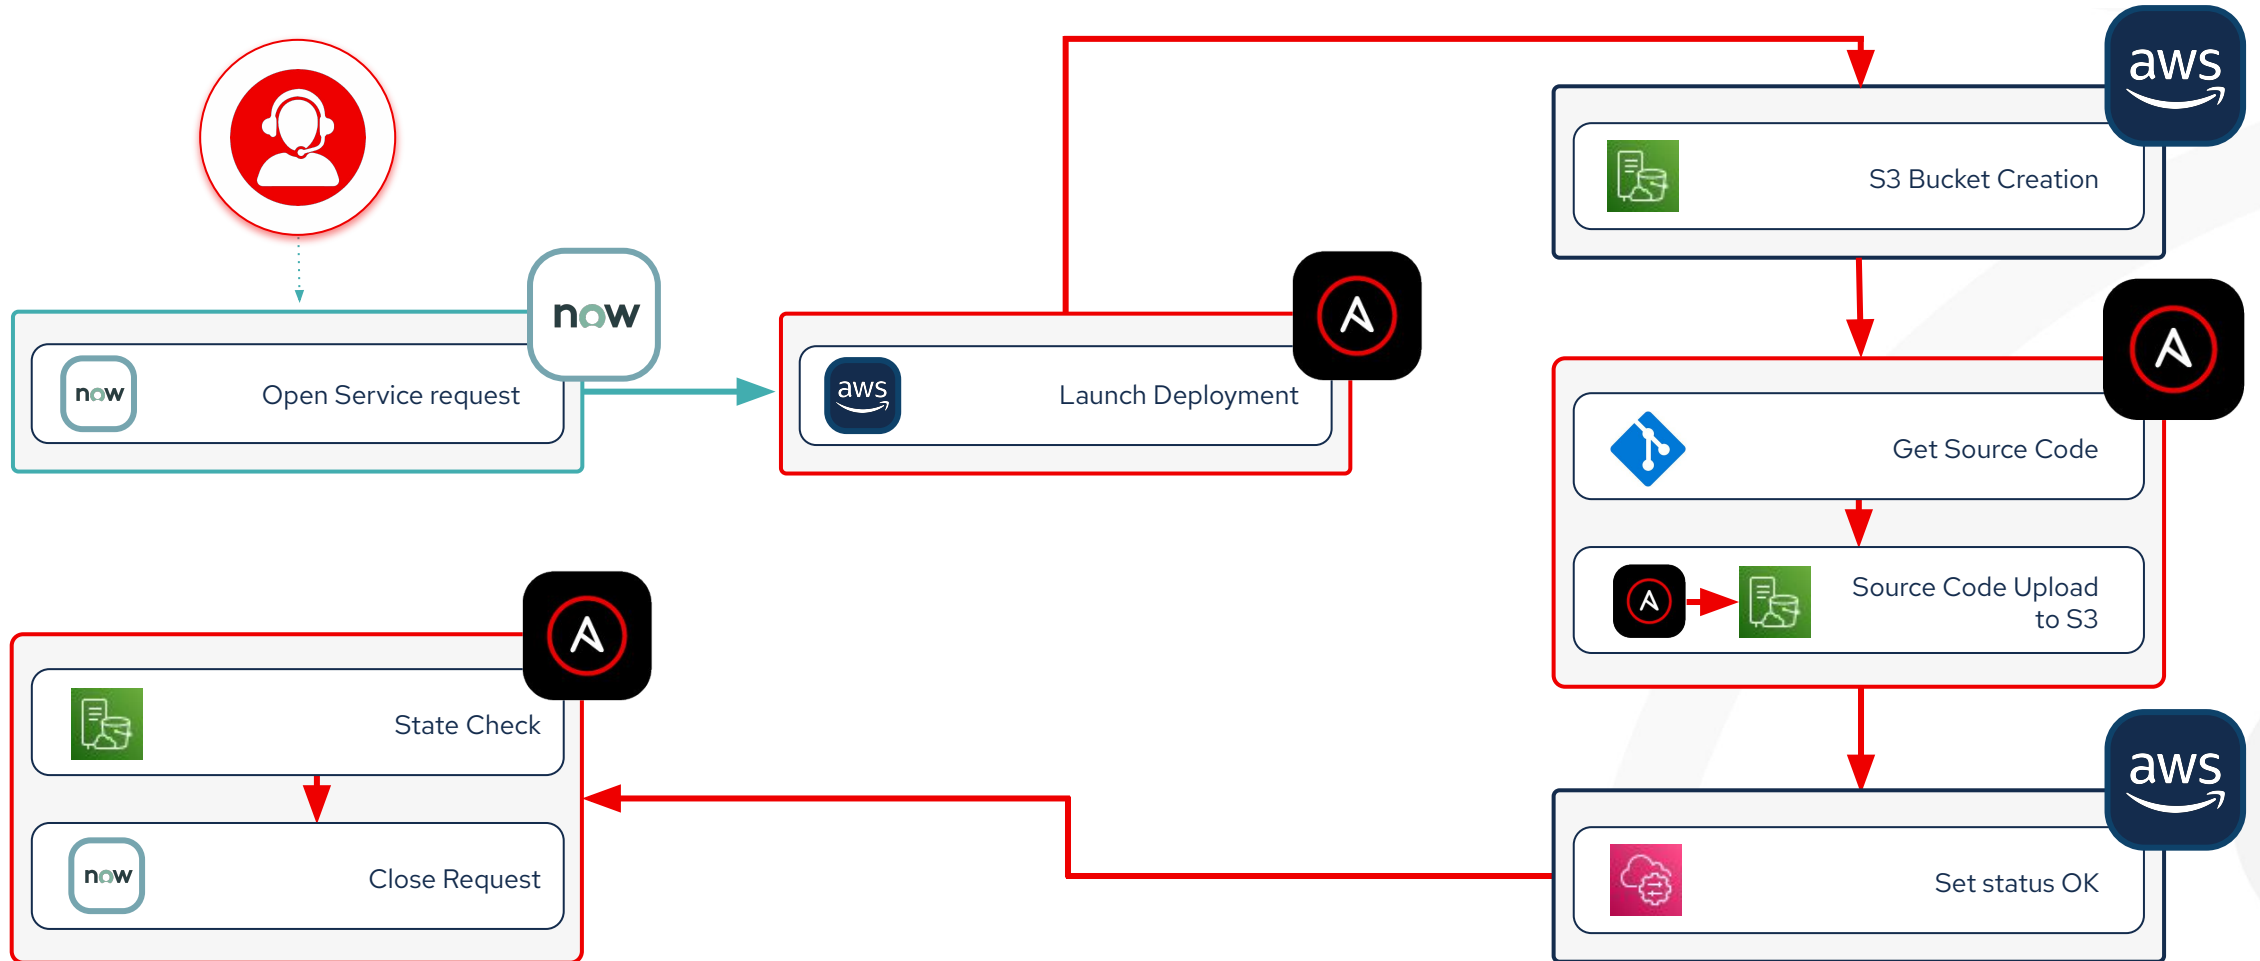 aws
S3 Bucket Creation
now
Open Service request
now
aws
Launch Deployment
Get Source Code
Source Code Upload
to S3
State Check
now
Close Request
aws
Set status OK